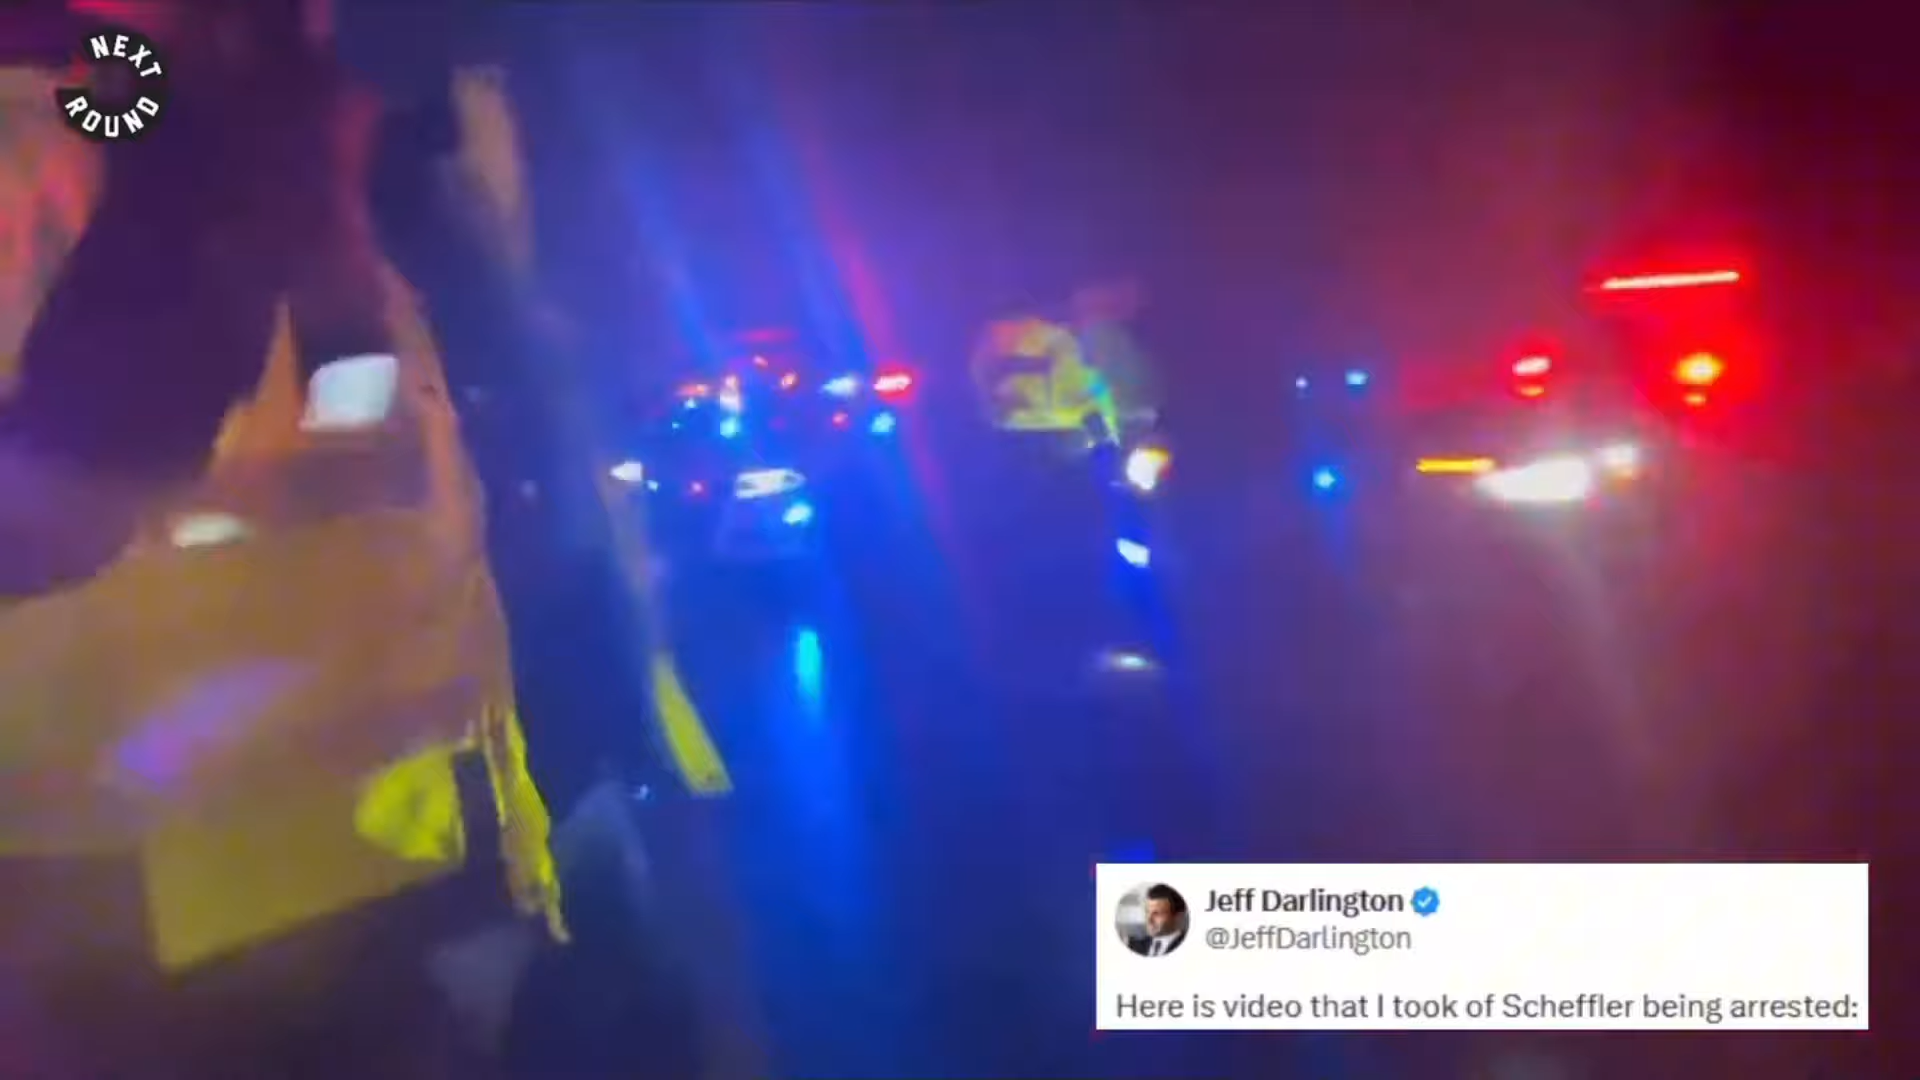 NEXT
ROUND
Jeff Darlington
@JeffDarlington
Here is video that I took of Scheffler being arrested: